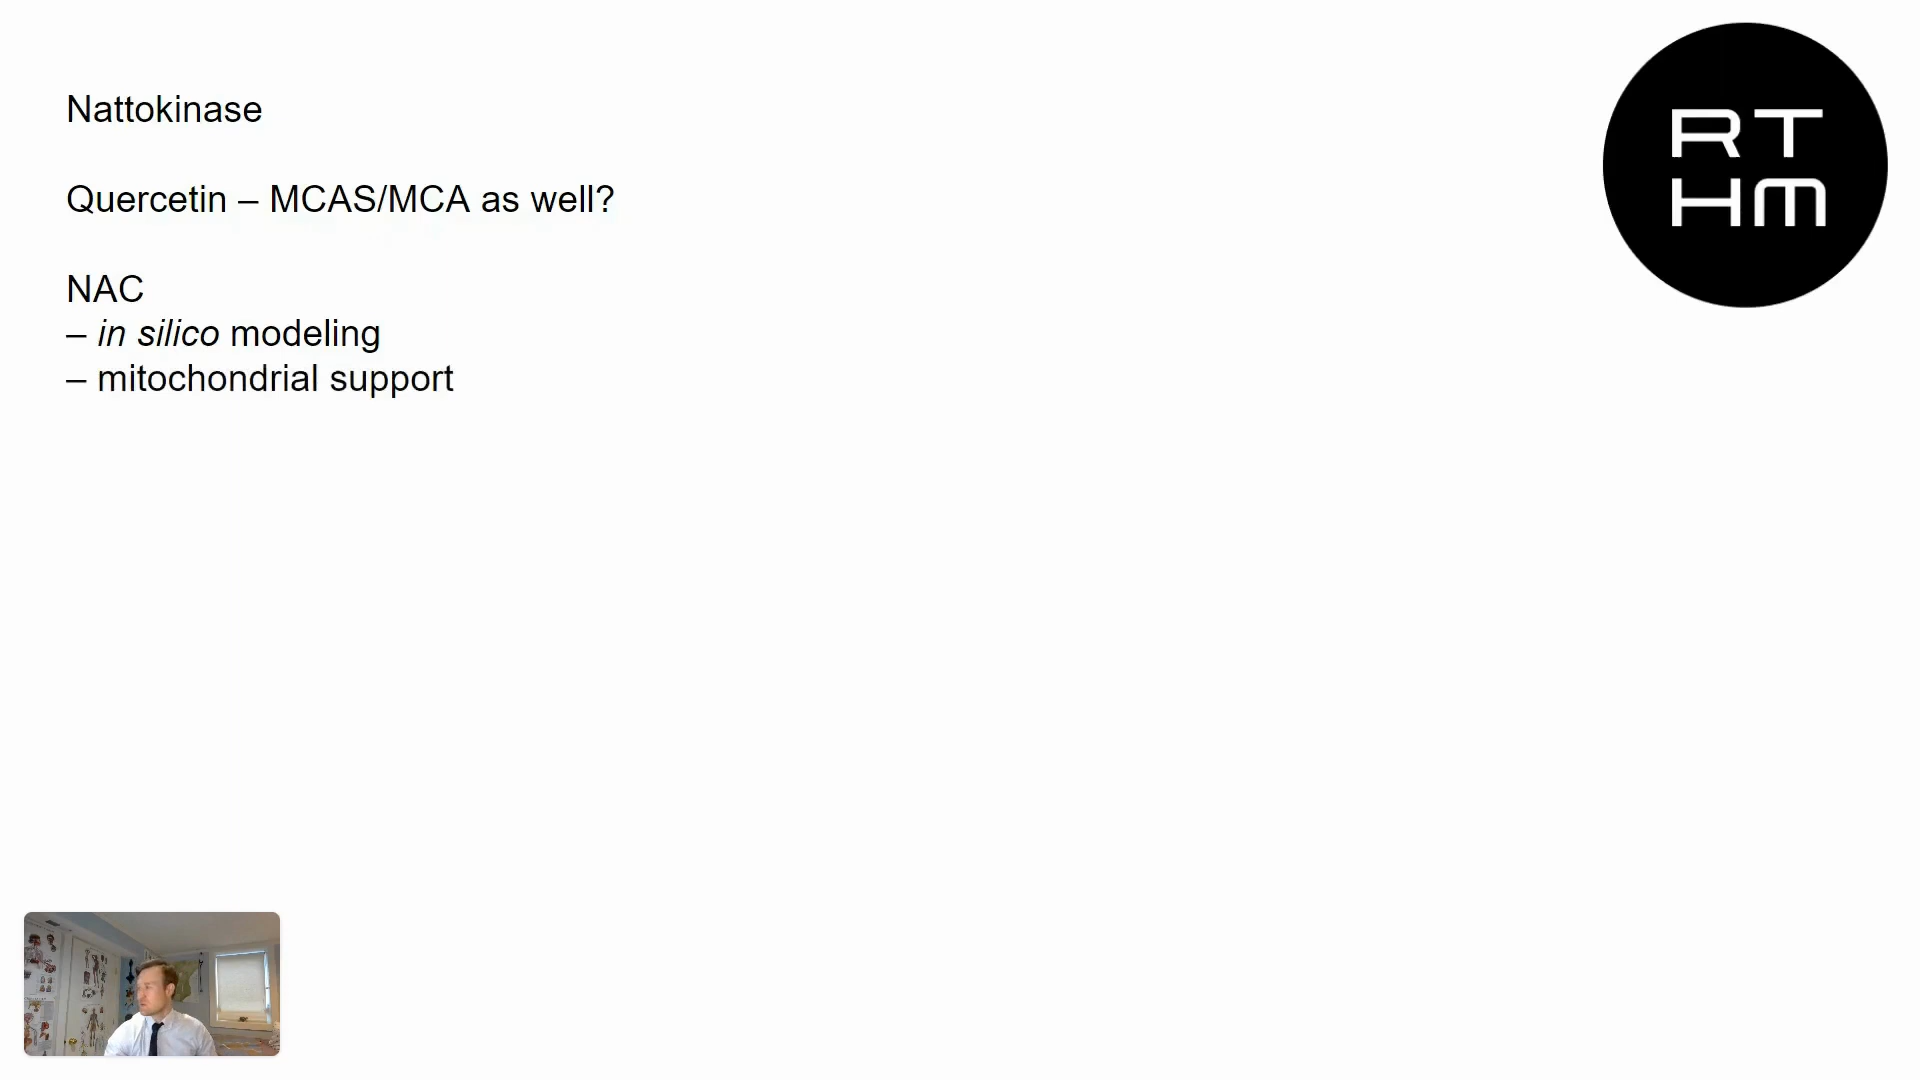 Nattokinase
Quercetin – MCAS/MCA as well?
NAC
– in silico modeling
– mitochondrial support
RT
HM